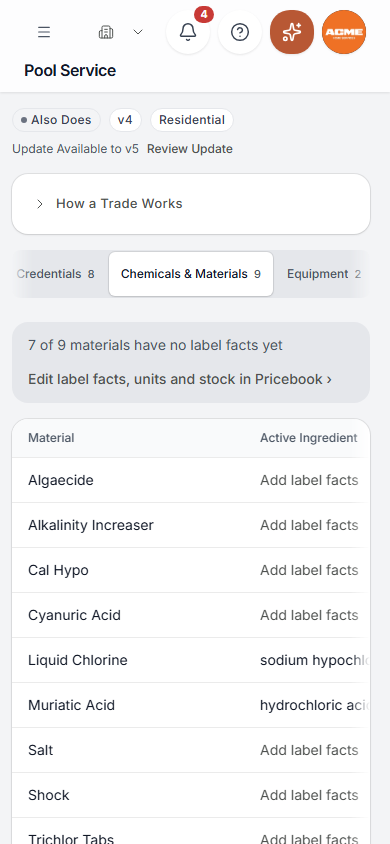 4
ACME
Pool Service
Also Does
v4
Residential
Update Available to v5 Review Update
How a Trade Works
Credentials 8
Chemicals & Materials 9
Equipment 2
7 of 9 materials have no label facts yet
Edit label facts, units and stock in Pricebook ›
Material Active Ingredient
Algaecide Add label facts
Alkalinity Increaser Add label facts
Cal Hypo Add label facts
Cyanuric Acid Add label facts
Liquid Chlorine sodium hypochlo
Muriatic Acid hydrochloric acid
Salt Add label facts
Shock Add label facts
Trichlor Tabs Add label facts